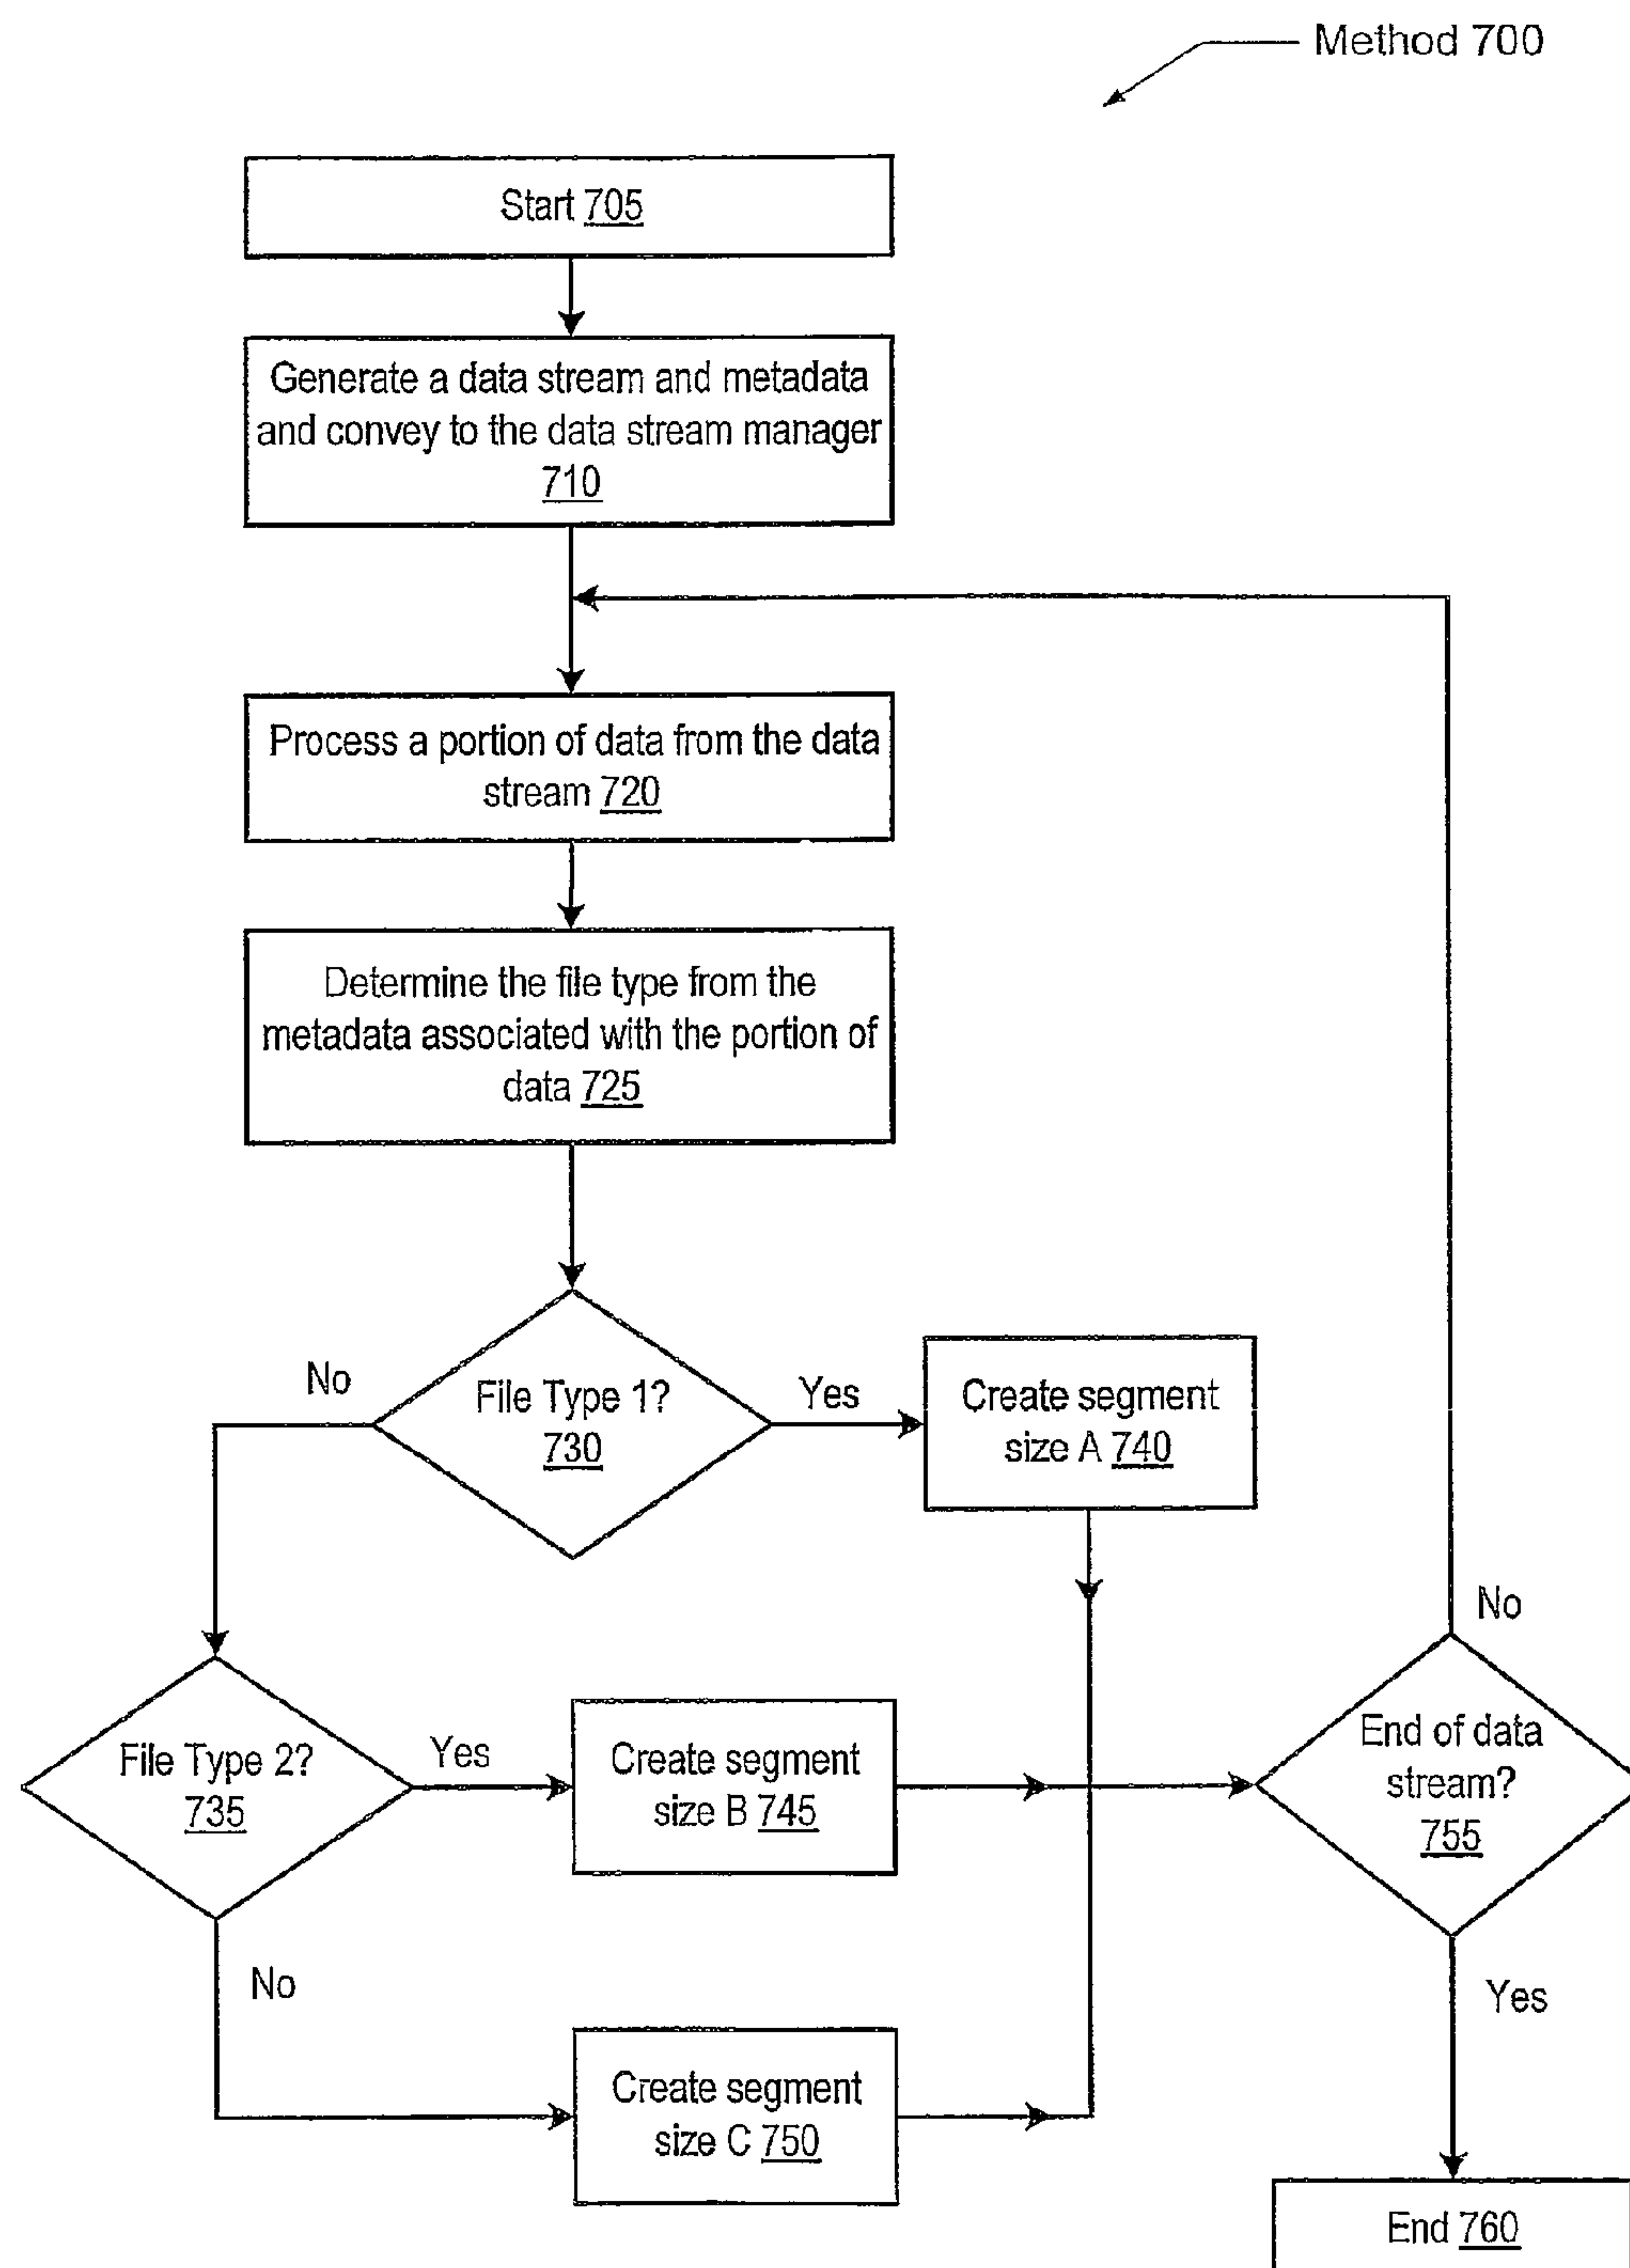 Method 700
Start 705
Generate a data stream and metadata
and convey to the data stream manager
710
Process a portion of data from the data
stream 720
Determine the file type from the
metadata associated with the portion of
data 725
File Type 1?
730
No
Yes
Create segment
size A 740
File Type 2?
735
Yes
No
Create segment
size B 745
Create segment
size C 750
End of data
stream?
755
No
Yes
End 760